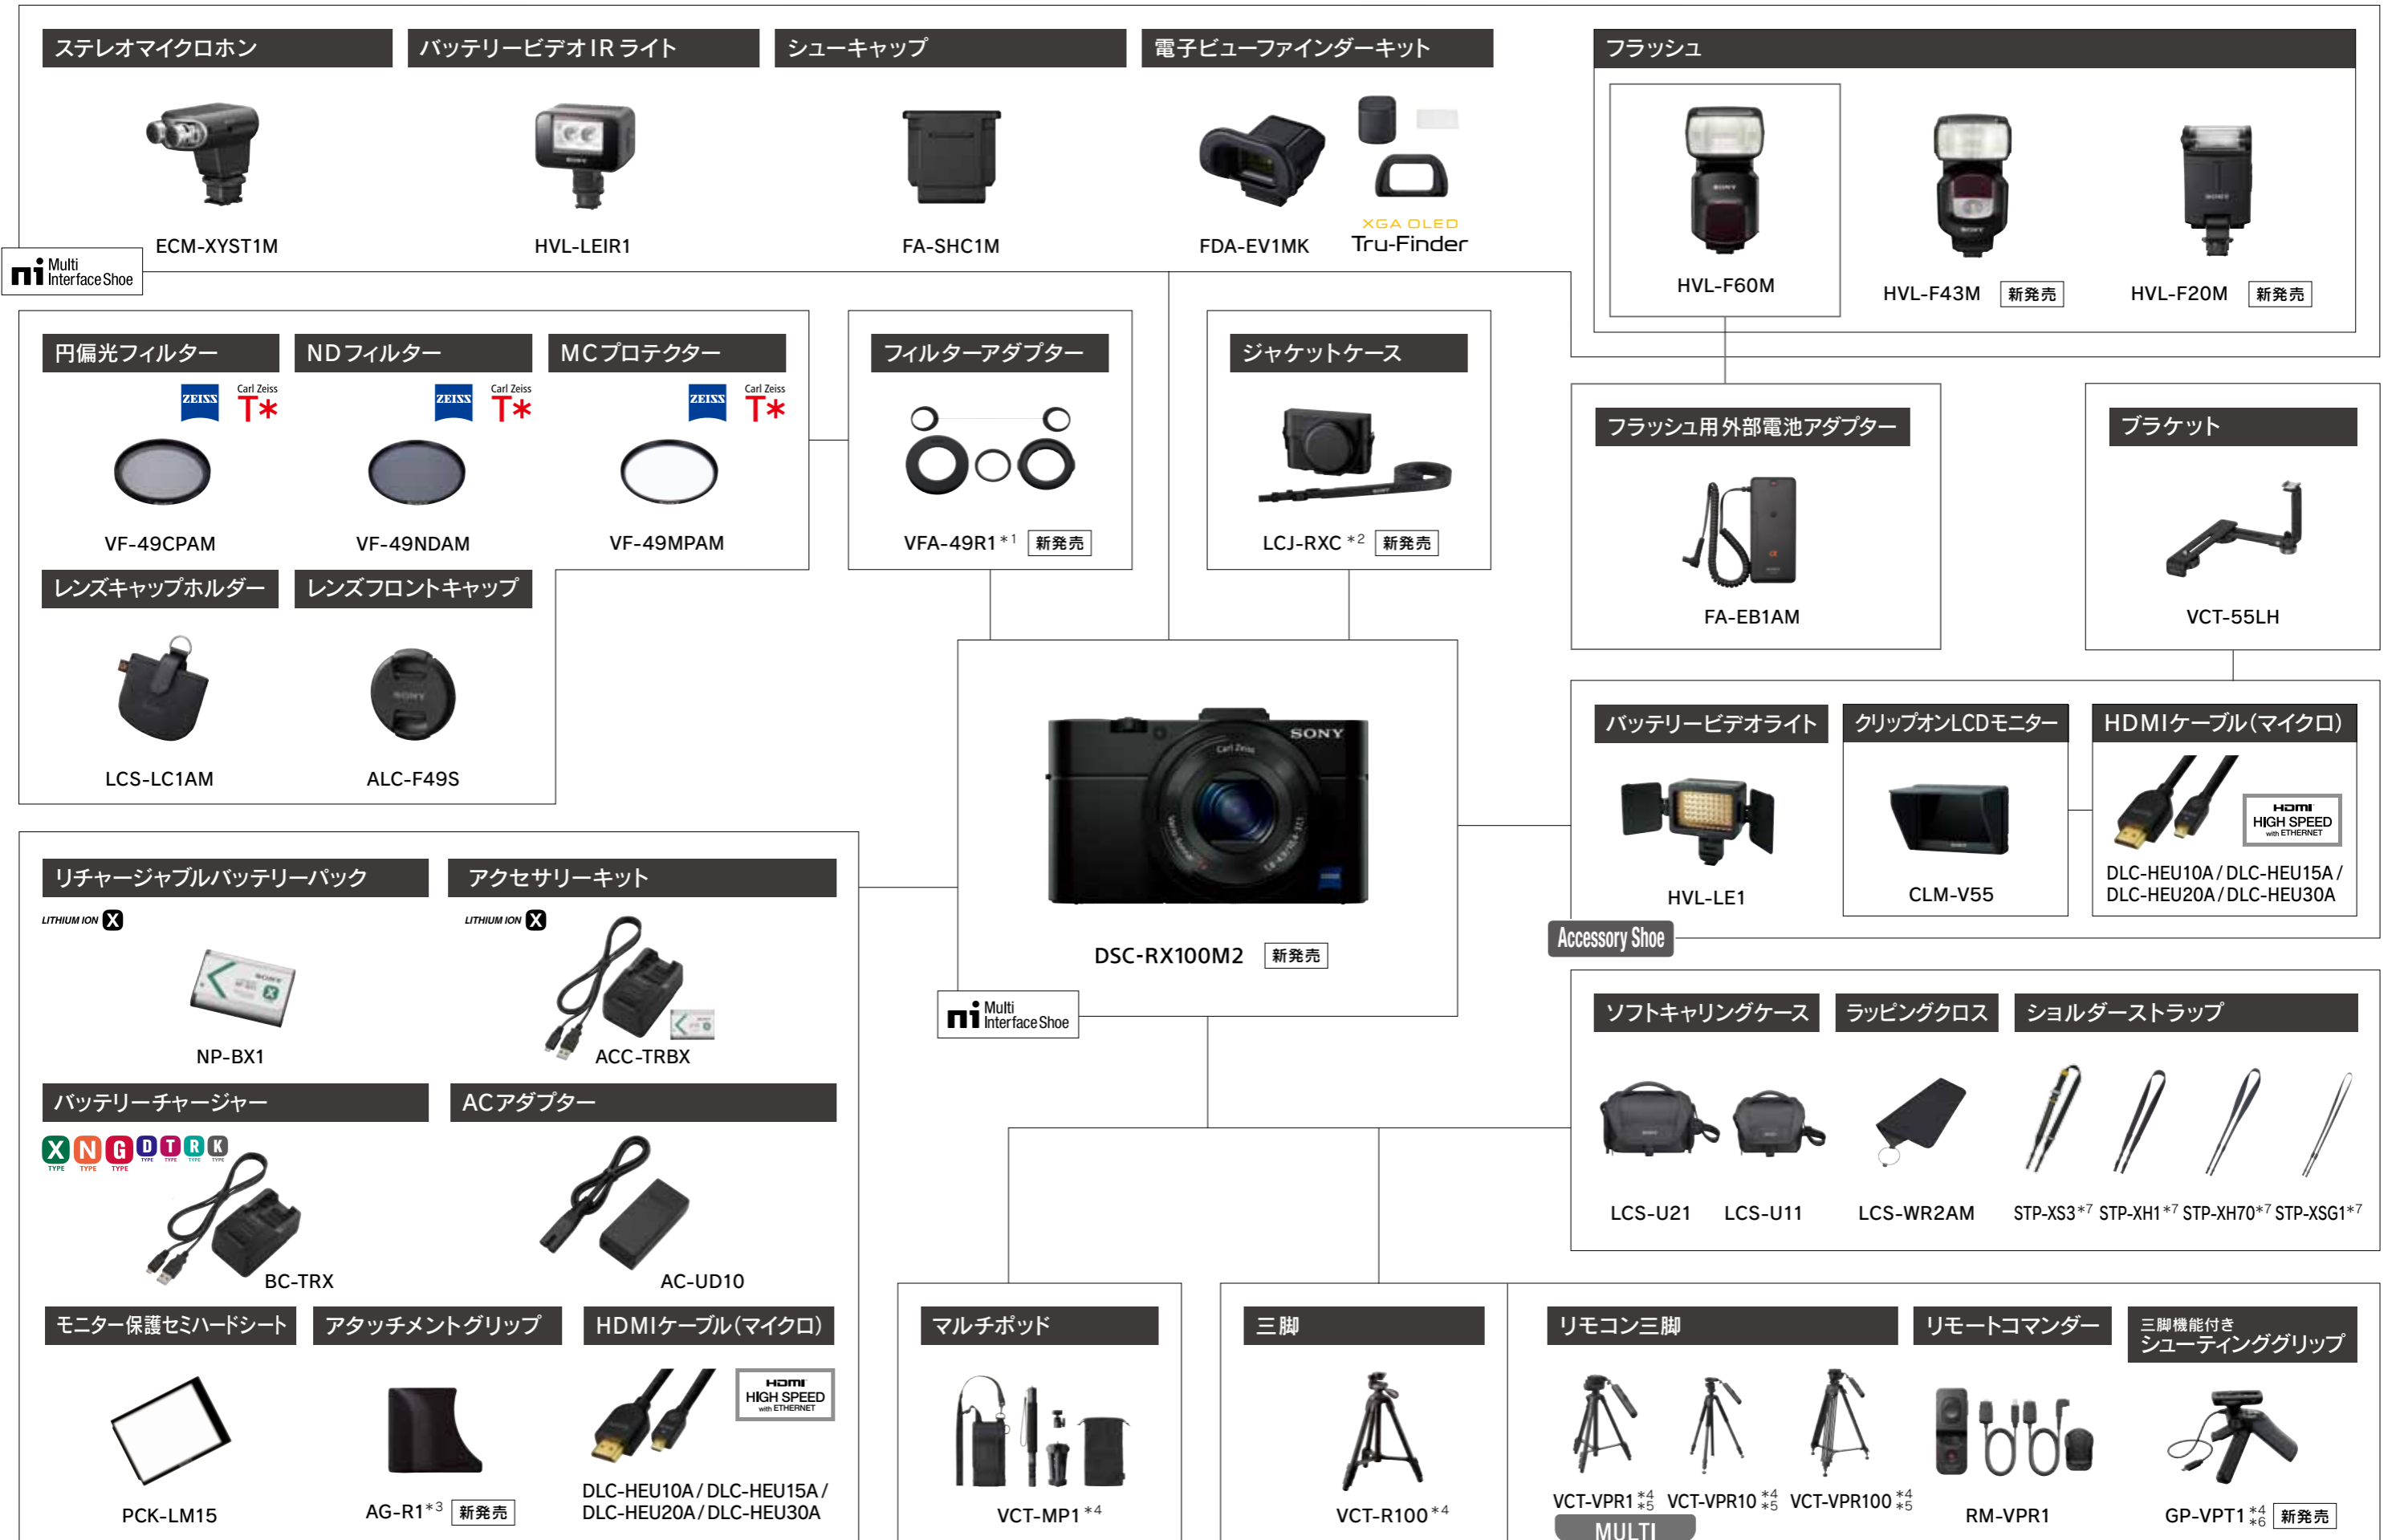 ステレオマイクロホン
バッテリービデオIRライト
シューキャップ
電子ビューファインダーキット
フラッシュ
XGA OLED
Tru-Finder
ECM-XYST1M
HVL-LEIR1
FA-SHC1M
FDA-EV1MK
HVL-F60M
HVL-F43M 新発売
HVL-F20M 新発売
Multi
Interface Shoe
円偏光フィルター
NDフィルター
MCプロテクター
フィルターアダプター
ジャケットケース
ZEISS
Carl Zeiss
T*
ZEISS
Carl Zeiss
T*
ZEISS
Carl Zeiss
T*
VF-49CPAM
VF-49NDAM
VF-49MPAM
VFA-49R1*1 新発売
LCJ-RXC*2 新発売
フラッシュ用外部電池アダプター
ブラケット
FA-EB1AM
VCT-55LH
レンズキャップホルダー
レンズフロントキャップ
SONY
LCS-LC1AM
ALC-F49S
SONY
Carl Zeiss
DSC-RX100M2 新発売
Multi
Interface Shoe
バッテリービデオライト
クリップオンLCDモニター
HDMIケーブル(マイクロ)
HDMI
HIGH SPEED
with ETHERNET
HVL-LE1
CLM-V55
DLC-HEU10A / DLC-HEU15A /
DLC-HEU20A / DLC-HEU30A
Accessory Shoe
リチャージャブルバッテリーパック
アクセサリーキット
LITHIUM ION X
LITHIUM ION X
SONY
NP-BX1
ACC-TRBX
バッテリーチャージャー
ACアダプター
X N G D T R K
TYPE TYPE TYPE TYPE TYPE TYPE TYPE
BC-TRX
AC-UD10
モニター保護セミハードシート
アタッチメントグリップ
HDMIケーブル(マイクロ)
HDMI
HIGH SPEED
with ETHERNET
PCK-LM15
AG-R1*3 新発売
DLC-HEU10A / DLC-HEU15A /
DLC-HEU20A / DLC-HEU30A
ソフトキャリングケース
ラッピングクロス
ショルダーストラップ
LCS-U21
LCS-U11
LCS-WR2AM
STP-XS3*7 STP-XH1*7 STP-XH70*7 STP-XSG1*7
マルチポッド
三脚
リモコン三脚
リモートコマンダー
三脚機能付き
シューティンググリップ
VCT-MP1*4
VCT-R100*4
VCT-VPR1*4*5
VCT-VPR10*4*5
VCT-VPR100*4*5
RM-VPR1
GP-VPT1*4*6 新発売
MULTI